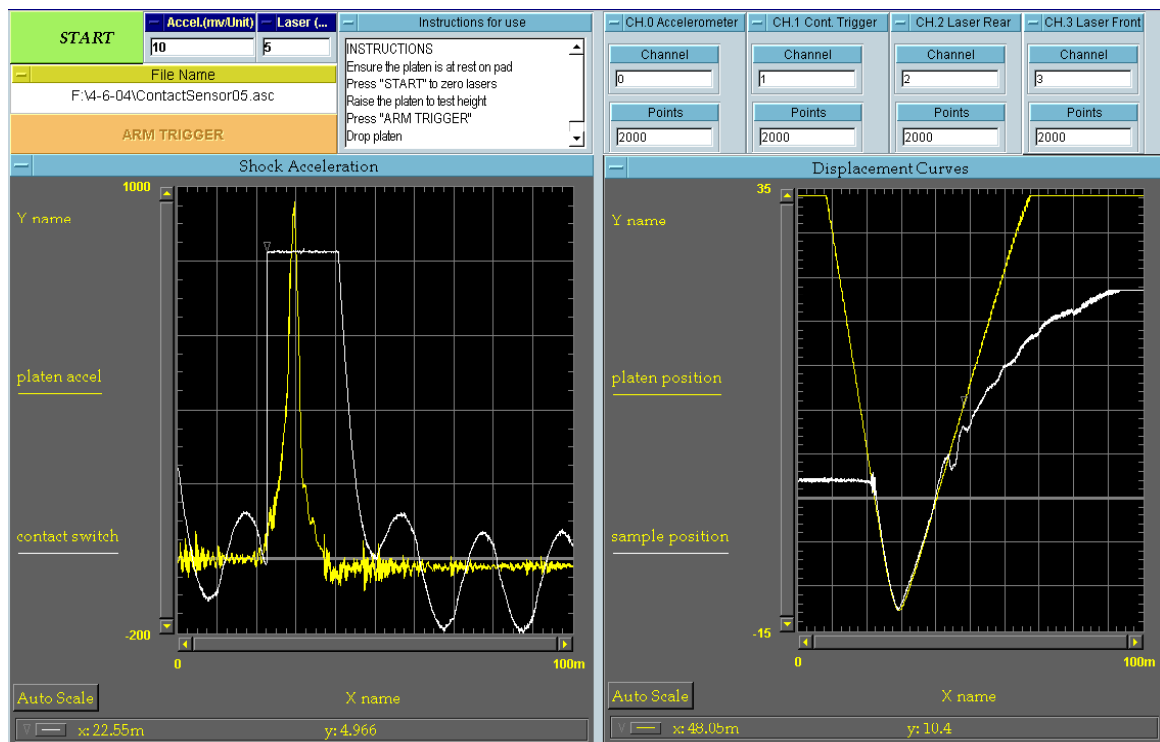 START
Accel.(mv/Unit)
Laser (...
10
5
File Name
F:\4-6-04\ContactSensor05.asc
ARM TRIGGER
Instructions for use
INSTRUCTIONS
Ensure the platen is at rest on pad
Press "START" to zero lasers
Raise the platen to test height
Press "ARM TRIGGER"
Drop platen
CH.0 Accelerometer
CH.1 Cont. Trigger
CH.2 Laser Rear
CH.3 Laser Front
Channel
Channel
Channel
Channel
0
1
2
3
Points
Points
Points
Points
2000
2000
2000
2000
Shock Acceleration
1000
Y name
platen accel
contact switch
-200
0
100m
Auto Scale
X name
x: 22.55m
y: 4.966
Displacement Curves
35
Y name
platen position
sample position
-15
0
100m
Auto Scale
X name
x: 48.05m
y: 10.4